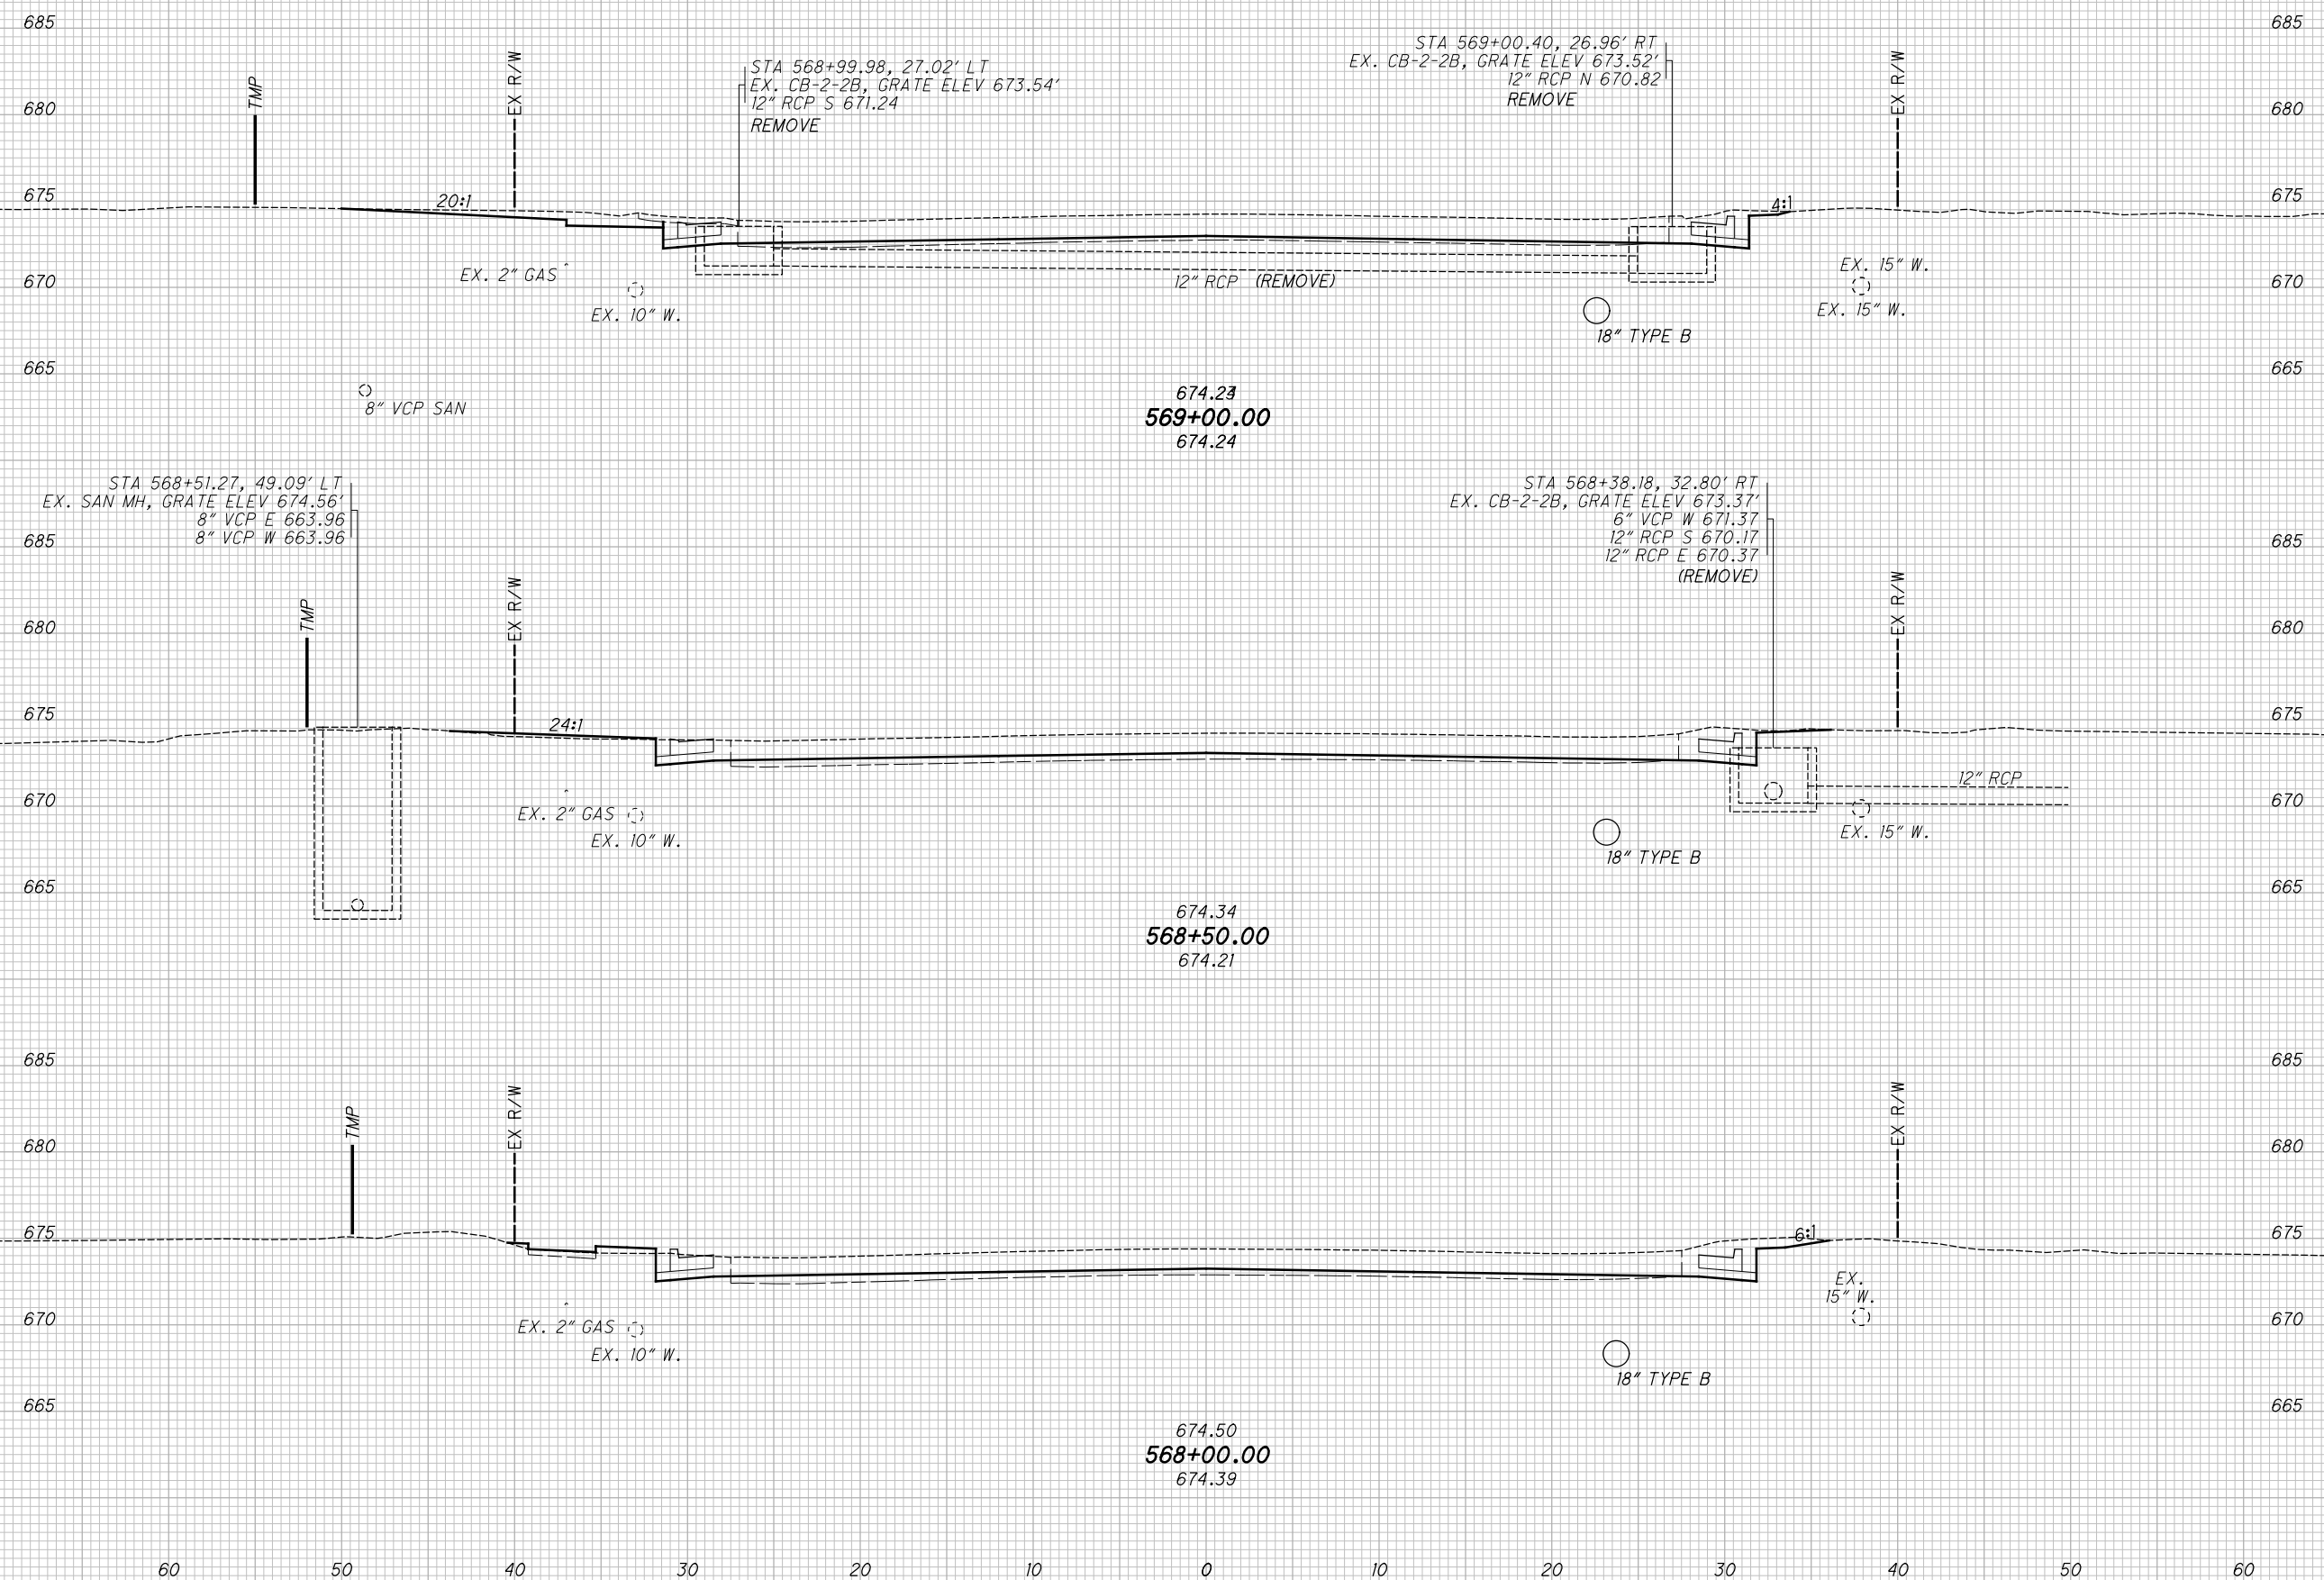 685 685
EX R/W
EX R/W
TMP
STA 568+99.98, 27.02' LT
EX. CB-2-2B, GRATE ELEV 673.54'
12" RCP S 671.24
REMOVE
STA 569+00.40, 26.96' RT
EX. CB-2-2B, GRATE ELEV 673.52'
12" RCP N 670.82
REMOVE
680 680
675 675
20:1
4:1
EX. 2" GAS
EX. 10" W.
12" RCP (REMOVE)
EX. 15" W.
EX. 15" W.
670 670
18" TYPE B
665 665
8" VCP SAN
569+00.00
674.24
STA 568+51.27, 49.09' LT
EX. SAN MH, GRATE ELEV 674.56'
8" VCP E 663.96
8" VCP W 663.96
STA 568+38.18, 32.80' RT
EX. CB-2-2B, GRATE ELEV 673.37'
6" VCP W 671.37
12" RCP S 670.17
12" RCP E 670.37
(REMOVE)
685 685
TMP
EX R/W
EX R/W
680 680
675 675
24:1
12" RCP
670 670
EX. 2" GAS
EX. 10" W.
EX. 15" W.
18" TYPE B
665 665
674.34
568+50.00
674.21
685 685
TMP
EX R/W
EX R/W
680 680
675 675
6:1
EX.
15" W.
670 670
EX. 2" GAS
EX. 10" W.
18" TYPE B
665 665
674.50
568+00.00
674.39
60 50 40 30 20 10 0 10 20 30 40 50 60